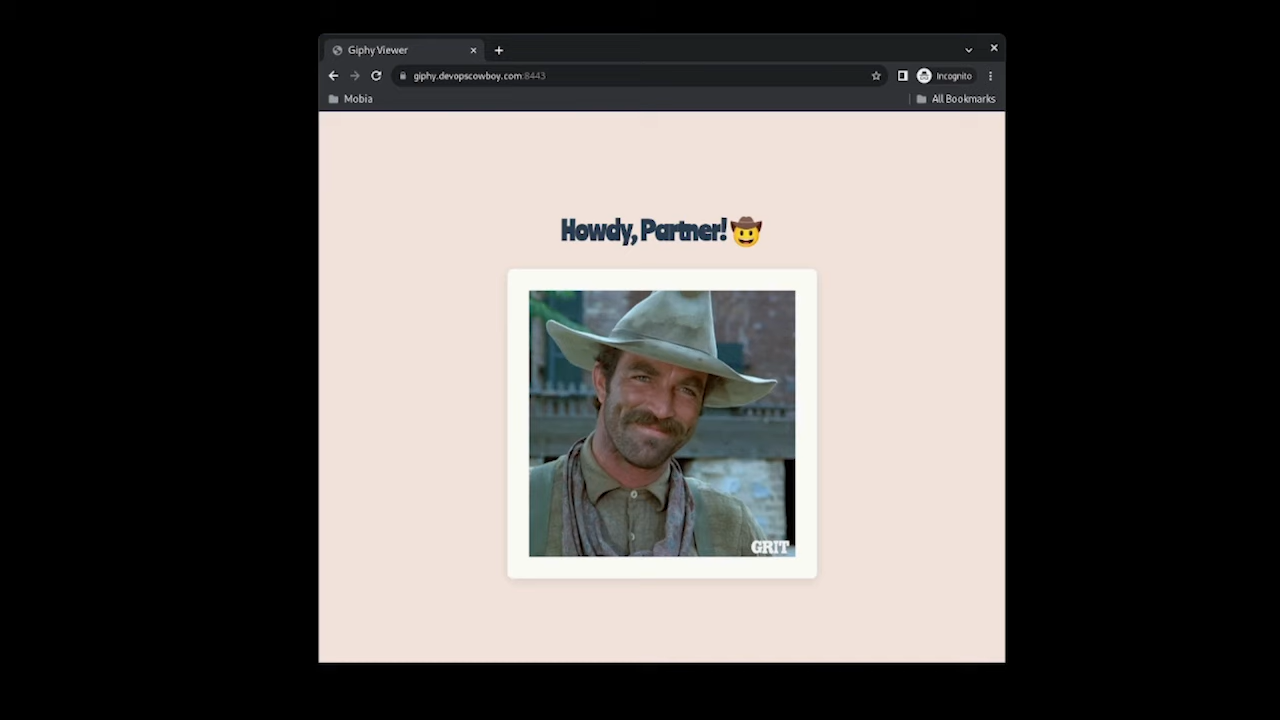 Giphy Viewer
giphy.devopscowboy.com:8443
Incognito
Mobia
All Bookmarks
Howdy, Partner! 🤠
GRIT